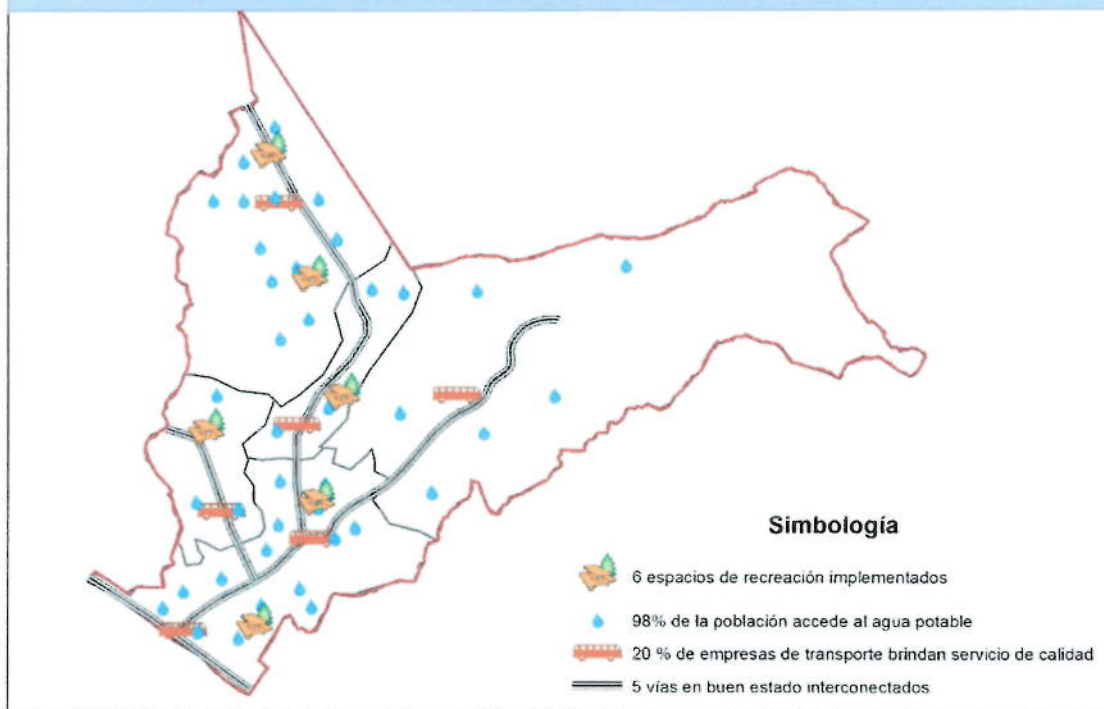 Simbología
6 espacios de recreación implementados
98% de la población accede al agua potable
20 % de empresas de transporte brindan servicio de calidad
5 vías en buen estado interconectados